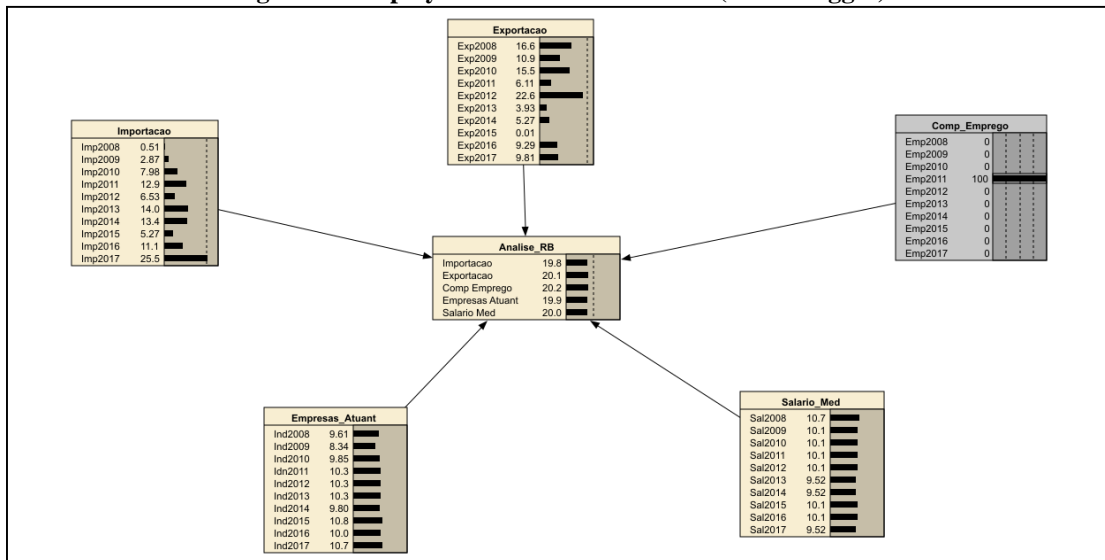 Exportacao
Exp2008 16.6
Exp2009 10.9
Exp2010 15.5
Exp2011 6.11
Exp2012 22.6
Exp2013 3.93
Exp2014 5.27
Exp2015 0.01
Exp2016 9.29
Exp2017 9.81
Importacao
Imp2008 0.51
Imp2009 2.87
Imp2010 7.98
Imp2011 12.9
Imp2012 6.53
Imp2013 14.0
Imp2014 13.4
Imp2015 5.27
Imp2016 11.1
Imp2017 25.5
Comp_Emprego
Emp2008 0
Emp2009 0
Emp2010 0
Emp2011 100
Emp2012 0
Emp2013 0
Emp2014 0
Emp2015 0
Emp2016 0
Emp2017 0
Analise_RB
Importacao 19.8
Exportacao 20.1
Comp Emprego 20.2
Empresas Atuant 19.9
Salario Med 20.0
Empresas_Atuant
Ind2008 9.61
Ind2009 8.34
Ind2010 9.85
Idn2011 10.3
Ind2012 10.3
Ind2013 10.3
Ind2014 9.80
Ind2015 10.8
Ind2016 10.0
Ind2017 10.7
Salario_Med
Sal2008 10.7
Sal2009 10.1
Sal2010 10.1
Sal2011 10.1
Sal2012 10.1
Sal2013 9.52
Sal2014 9.52
Sal2015 10.1
Sal2016 10.1
Sal2017 9.52